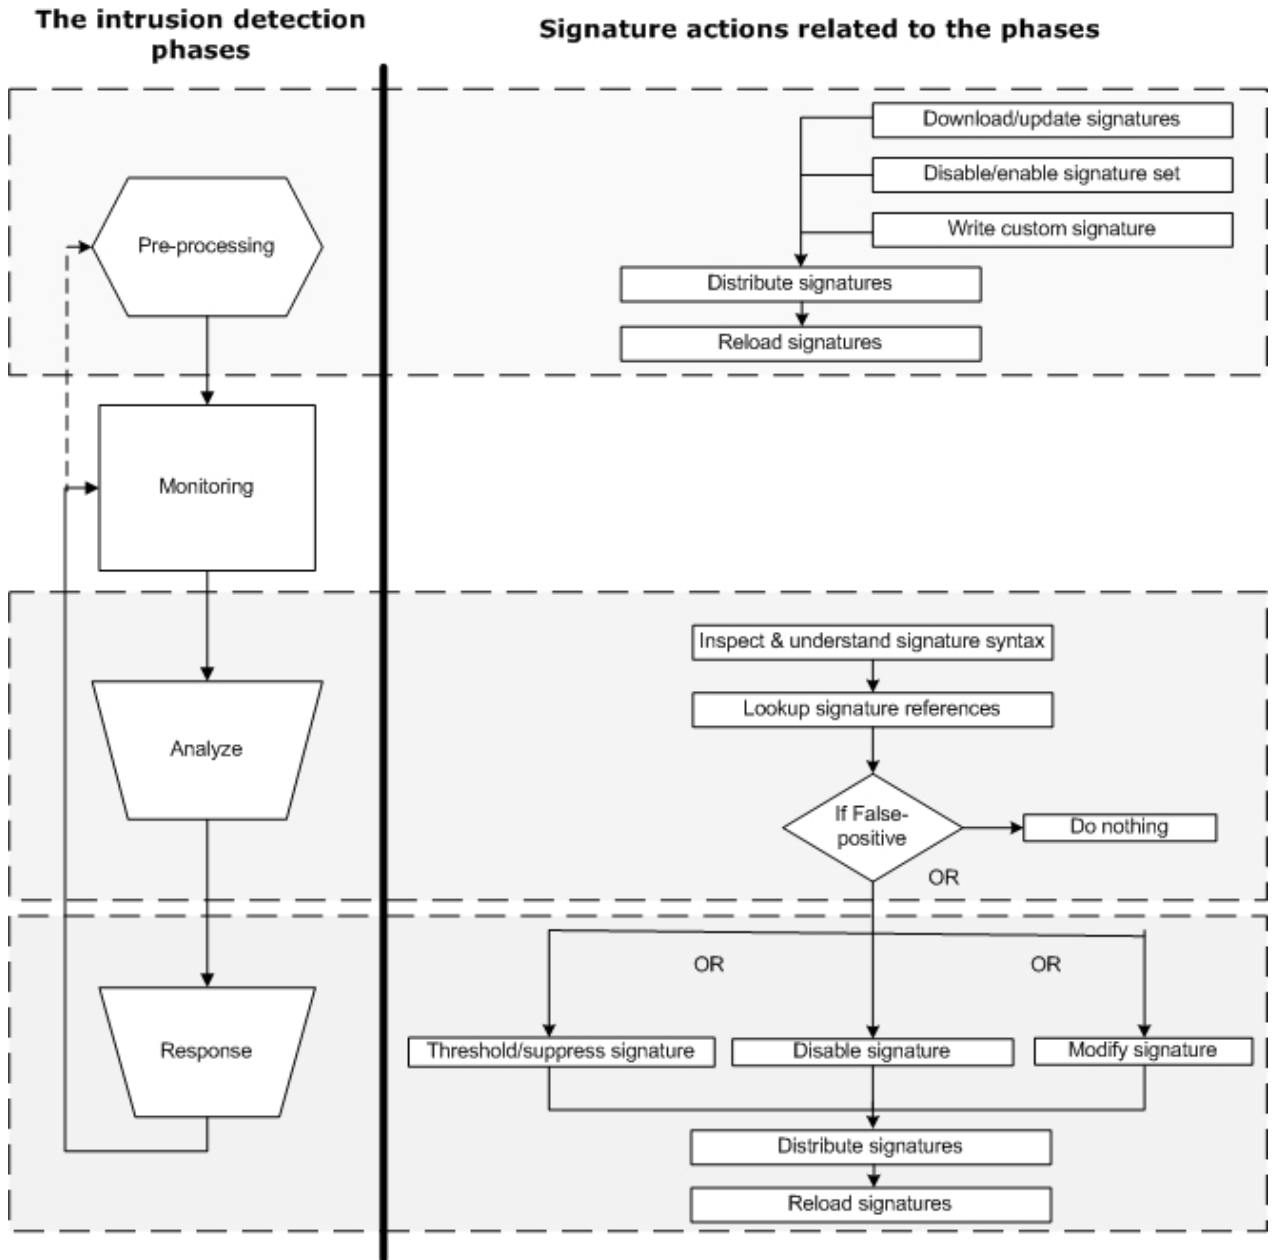 The intrusion detection
phases
Signature actions related to the phases
Download/update signatures
Disable/enable signature set
Write custom signature
Pre-processing
Distribute signatures
Reload signatures
Monitoring
Inspect & understand signature syntax
Lookup signature references
Analyze
If False-
positive
Do nothing
OR
OR
OR
Response
Threshold/suppress signature
Disable signature
Modify signature
Distribute signatures
Reload signatures